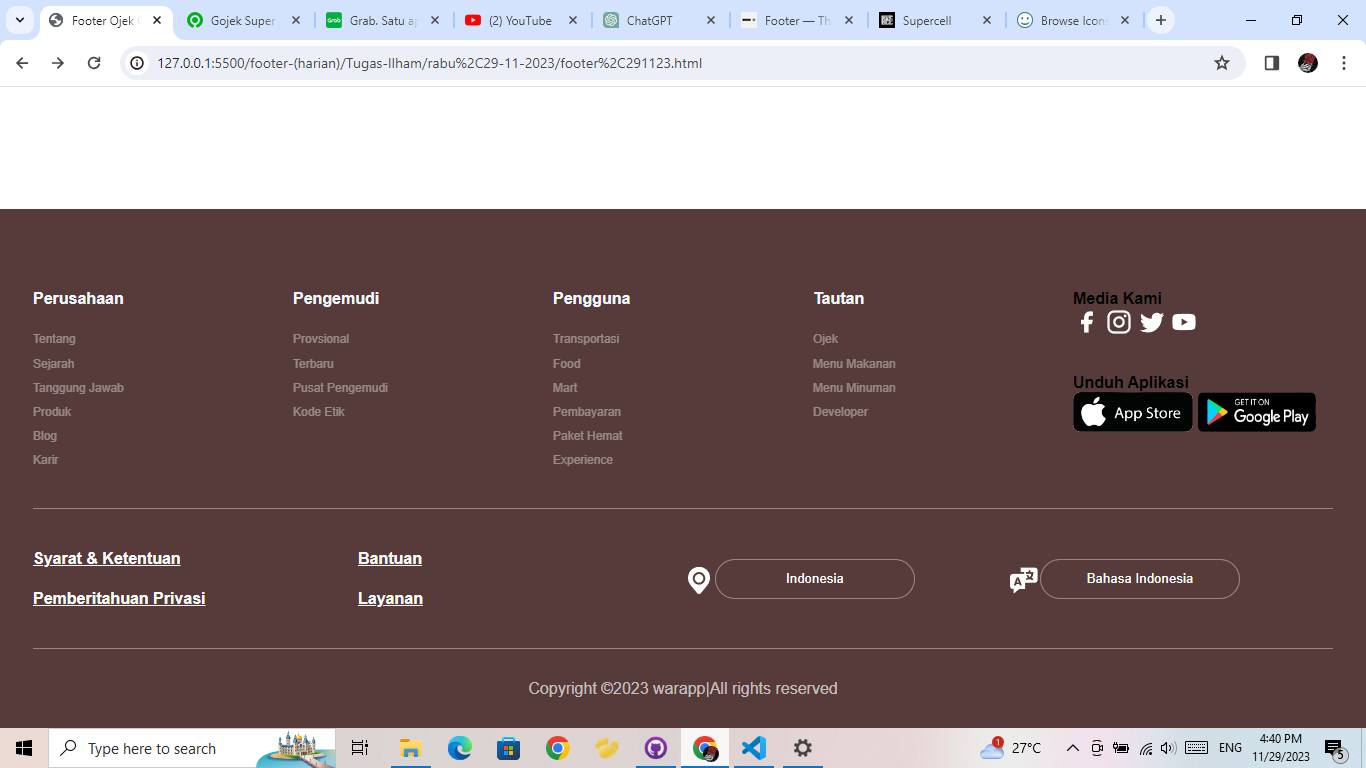 Footer Ojek
Gojek Super
Grab. Satu ap
(2) YouTube
ChatGPT
Footer — Th
Supercell
Browse Icons
127.0.0.1:5500/footer-(harian)/Tugas-Ilham/rabu%2C29-11-2023/footer%2C291123.html
Perusahaan
Tentang
Sejarah
Tanggung Jawab
Produk
Blog
Karir
Pengemudi
Provsional
Terbaru
Pusat Pengemudi
Kode Etik
Pengguna
Transportasi
Food
Mart
Pembayaran
Paket Hemat
Experience
Tautan
Ojek
Menu Makanan
Menu Minuman
Developer
Media Kami
Unduh Aplikasi
App Store
GET IT ON
Google Play
Syarat & Ketentuan
Pemberitahuan Privasi
Bantuan
Layanan
Indonesia
A 文
Bahasa Indonesia
Copyright ©2023 warapp|All rights reserved
Type here to search
1
27°C
ENG
4:40 PM
11/29/2023
5